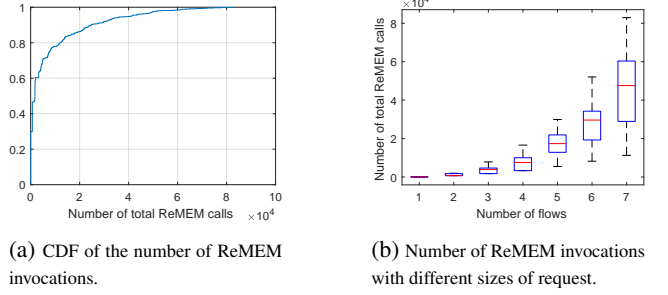 ×10⁴
1
0.8
0.6
0.4
0.2
0
0 2 4 6 8 10
Number of total ReMEM calls ×10⁴
8
6
4
2
0
Number of total ReMEM calls
1 2 3 4 5 6 7
Number of flows
(a) CDF of the number of ReMEM
invocations.
(b) Number of ReMEM invocations
with different sizes of request.